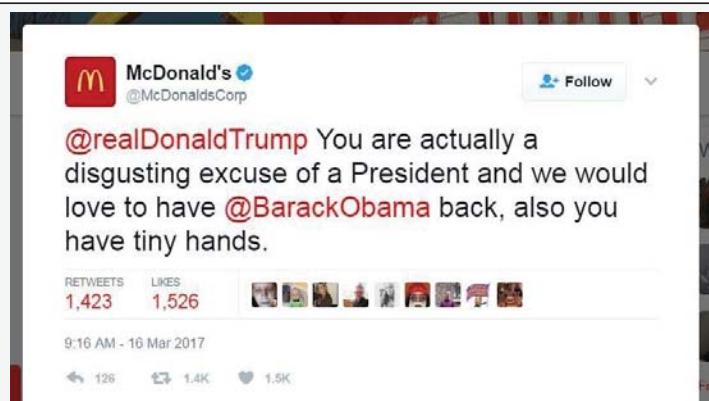 McDonald's
@McDonaldsCorp
Follow
@realDonaldTrump You are actually a
disgusting excuse of a President and we would
love to have @BarackObama back, also you
have tiny hands.
RETWEETS LIKES
1,423 1,526
9:16 AM - 16 Mar 2017
126 1.4K 1.5K